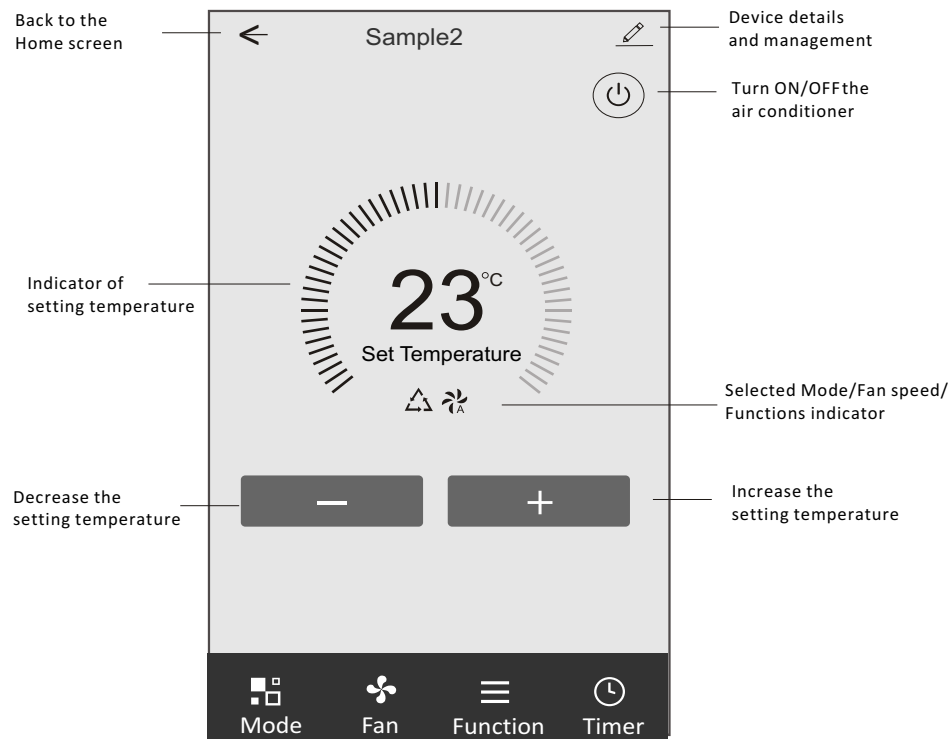 Back to the
Home screen
Sample2
Device details
and management
Turn ON/OFFthe
air conditioner
Indicator of
setting temperature
23°C
Set Temperature
A
Selected Mode/Fan speed/
Functions indicator
Decrease the
setting temperature
Increase the
setting temperature
Mode
Fan
Function
Timer